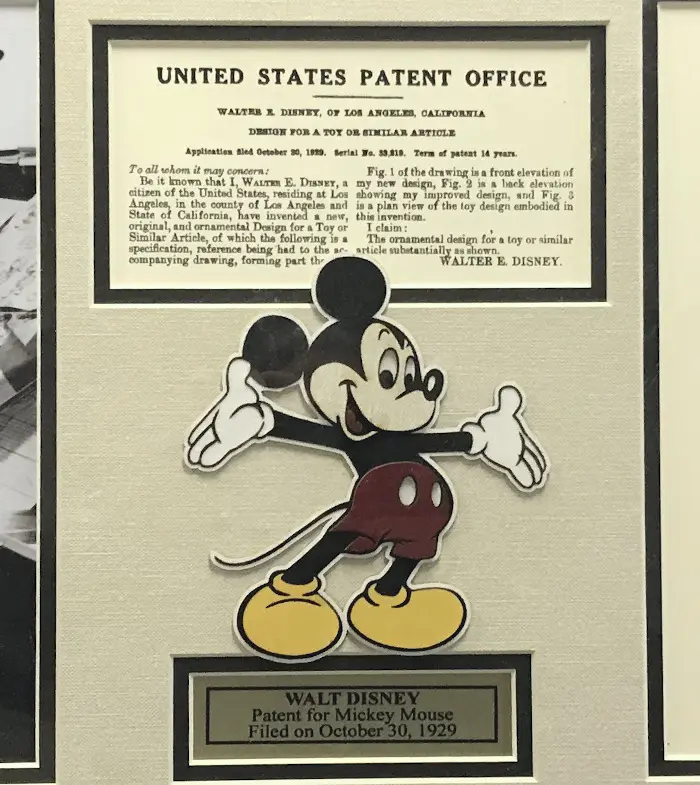 UNITED STATES PATENT OFFICE
WALTER E. DISNEY, OF LOS ANGELES, CALIFORNIA
DESIGN FOR A TOY OR SIMILAR ARTICLE
Application filed October 30, 1929. Serial No. 33,219. Term of patent 14 years.
To all whom it may concern:
Be it known that I, WALTER E. DISNEY, a
citizen of the United States, residing at Los
Angeles, in the county of Los Angeles and
State of California, have invented a new,
original, and ornamental Design for a Toy or
Similar Article, of which the following is a
specification, reference being had to the ac-
companying drawing, forming part
Fig. 1 of the drawing is a front elevation of
my new design, Fig. 2 is a back elevation
showing my improved design, and Fig. 3
is a plan view of the toy design embodied in
this invention.
I claim:
The ornamental design for a toy or similar
article substantially as shown.
WALTER E. DISNEY.
WALT DISNEY
Patent for Mickey Mouse
Filed on October 30, 1929